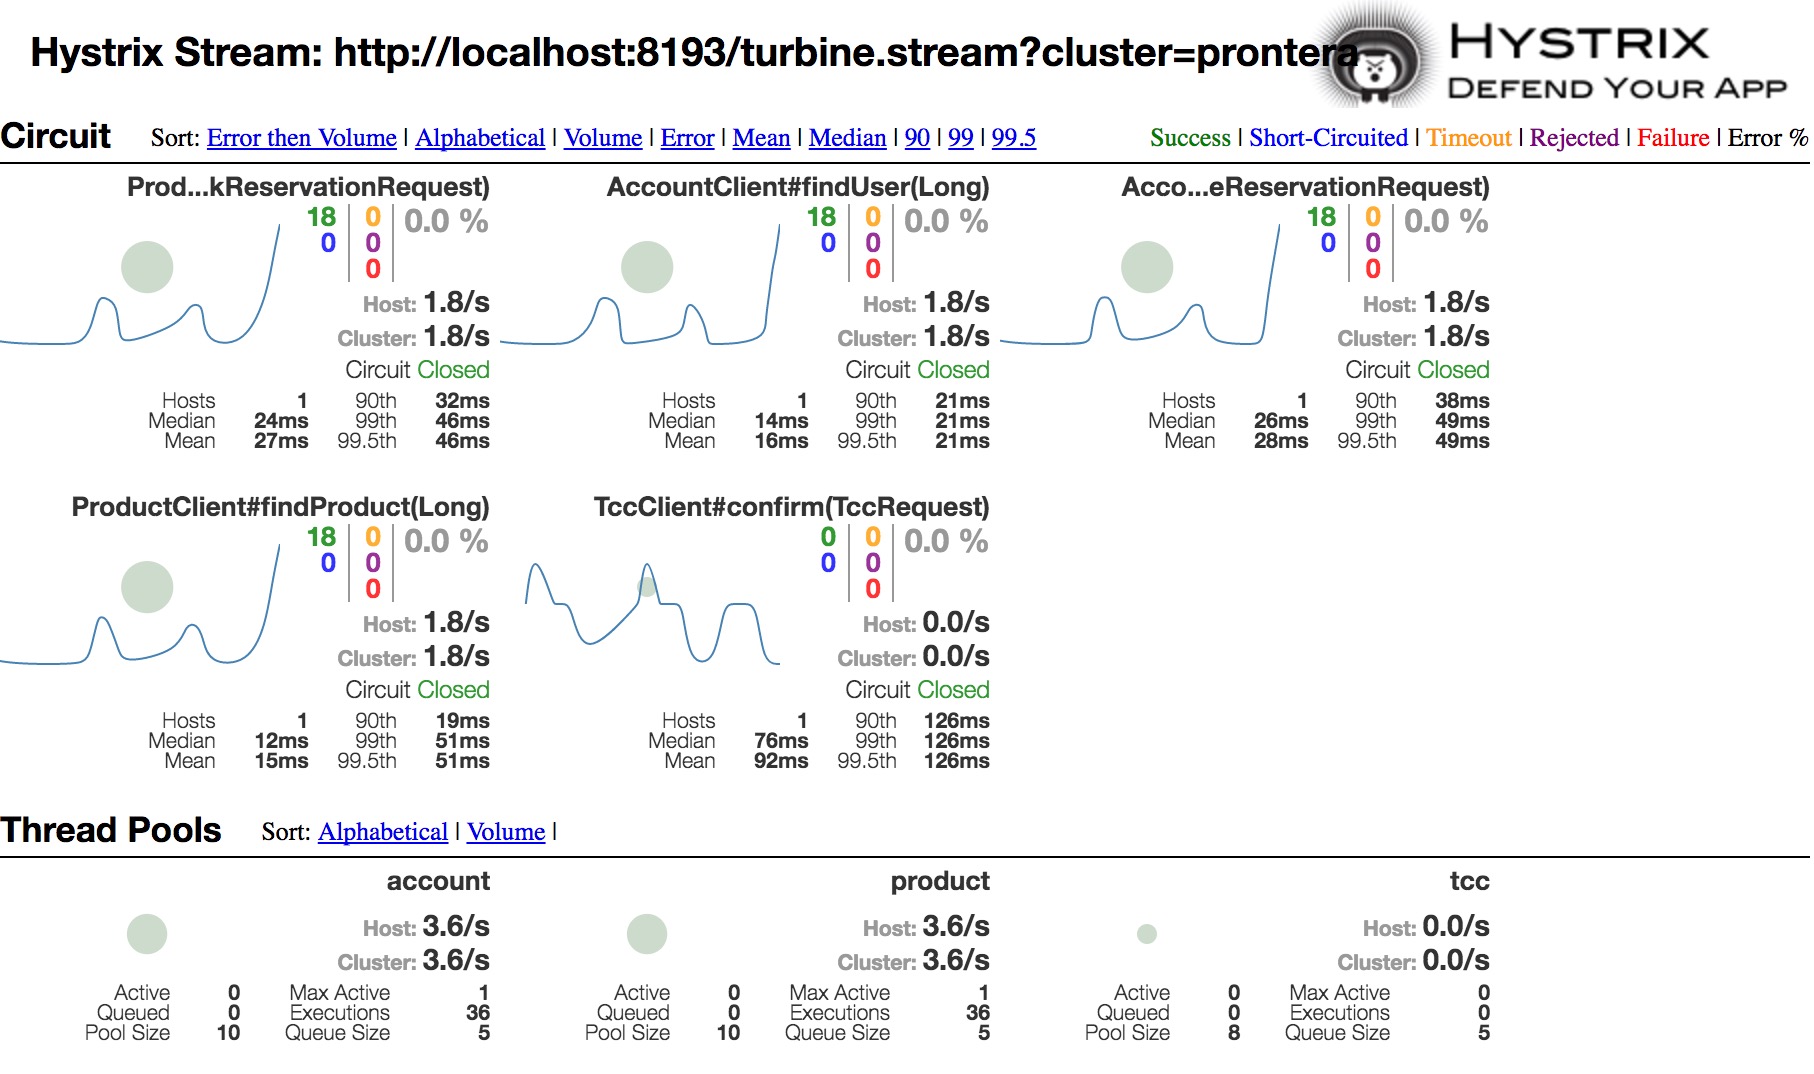 Hystrix Stream: http://localhost:8193/turbine.stream?cluster=prontera
HYSTRIX
DEFEND YOUR APP
Circuit Sort: Error then Volume | Alphabetical | Volume | Error | Mean | Median | 90 | 99 | 99.5 Success | Short-Circuited | Timeout | Rejected | Failure | Error %
Prod...kReservationRequest)
18 0 0.0 %
0 0
0
Host: 1.8/s
Cluster: 1.8/s
Circuit Closed
Hosts 1 90th 32ms
Median 24ms 99th 46ms
Mean 27ms 99.5th 46ms
AccountClient#findUser(Long)
18 0 0.0 %
0 0
0
Host: 1.8/s
Cluster: 1.8/s
Circuit Closed
Hosts 1 90th 21ms
Median 14ms 99th 21ms
Mean 16ms 99.5th 21ms
Acco...eReservationRequest)
18 0 0.0 %
0 0
0
Host: 1.8/s
Cluster: 1.8/s
Circuit Closed
Hosts 1 90th 38ms
Median 26ms 99th 49ms
Mean 28ms 99.5th 49ms
ProductClient#findProduct(Long)
18 0 0.0 %
0 0
0
Host: 1.8/s
Cluster: 1.8/s
Circuit Closed
Hosts 1 90th 19ms
Median 12ms 99th 51ms
Mean 15ms 99.5th 51ms
TccClient#confirm(TccRequest)
0 0 0.0 %
0 0
0
Host: 0.0/s
Cluster: 0.0/s
Circuit Closed
Hosts 1 90th 126ms
Median 76ms 99th 126ms
Mean 92ms 99.5th 126ms
Thread Pools Sort: Alphabetical | Volume |
account
Host: 3.6/s
Cluster: 3.6/s
Active 0 Max Active 1
Queued 0 Executions 36
Pool Size 10 Queue Size 5
product
Host: 3.6/s
Cluster: 3.6/s
Active 0 Max Active 1
Queued 0 Executions 36
Pool Size 10 Queue Size 5
tcc
Host: 0.0/s
Cluster: 0.0/s
Active 0 Max Active 0
Queued 0 Executions 0
Pool Size 8 Queue Size 5